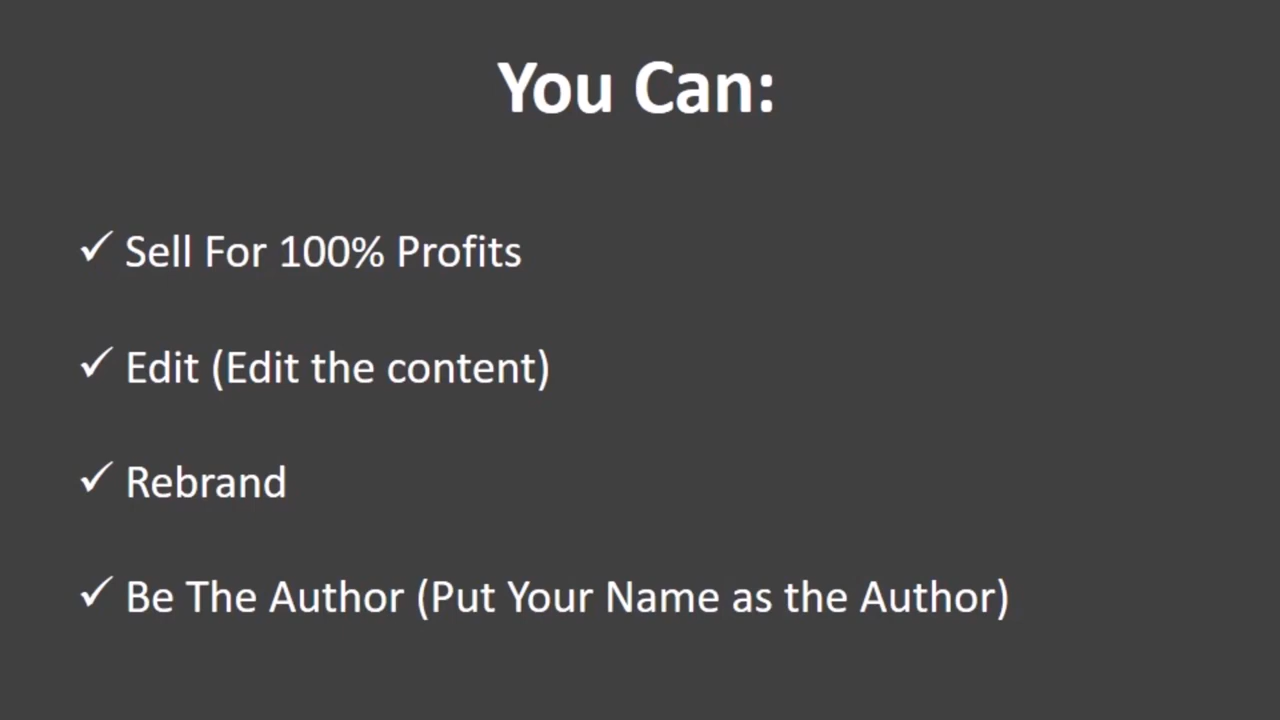 You Can:
✓ Sell For 100% Profits
✓ Edit (Edit the content)
✓ Rebrand
✓ Be The Author (Put Your Name as the Author)